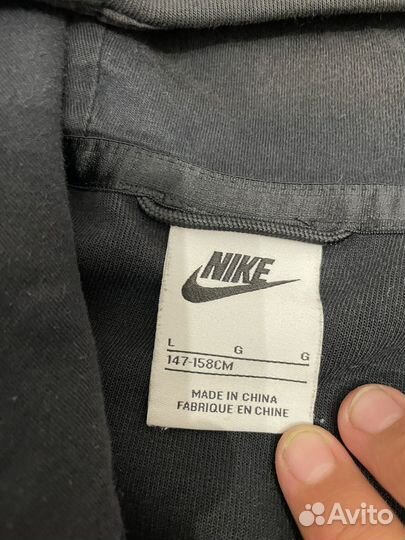 NIKE
L G G
147-158CM
MADE IN CHINA
FABRIQUE EN CHINE
Avito